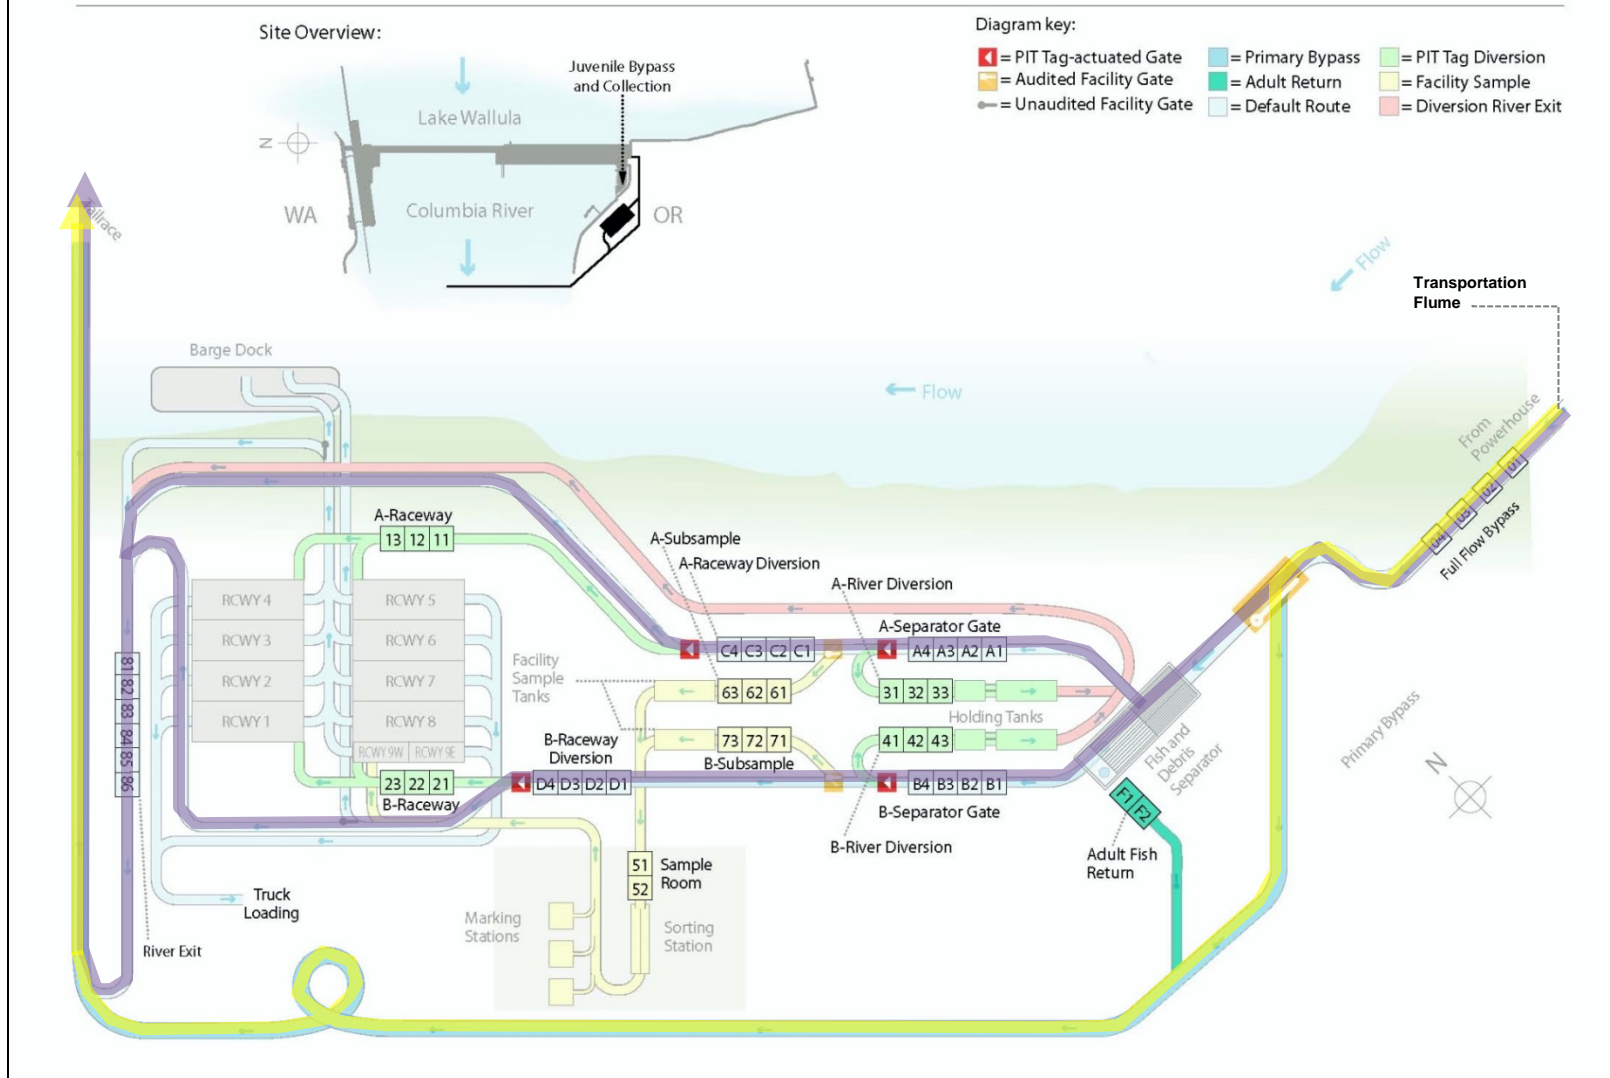 Site Overview:
Diagram key:
= PIT Tag-actuated Gate
= Audited Facility Gate
= Unaudited Facility Gate
= Primary Bypass
= Adult Return
= Default Route
= PIT Tag Diversion
= Facility Sample
= Diversion River Exit
Juvenile Bypass
and Collection
Lake Wallula
N
WA
Columbia River
OR
Tailrace
Flow
Transportation
Flume
Barge Dock
Flow
From
Powerhouse
01
02
03
04
Full Flow Bypass
A-Raceway
13 12 11
A-Subsample
A-Raceway Diversion
A-River Diversion
RCWY 4
RCWY 5
RCWY 3
RCWY 6
RCWY 2
RCWY 7
RCWY 1
RCWY 8
RCWY 9W
RCWY 9E
A-Separator Gate
C4 C3 C2 C1
A4 A3 A2 A1
Facility
Sample
Tanks
63 62 61
31 32 33
Holding Tanks
73 72 71
41 42 43
B-Raceway
Diversion
B-Subsample
81 82 83 84 85 86
23 22 21
B-Raceway
D4 D3 D2 D1
B4 B3 B2 B1
B-Separator Gate
B-River Diversion
Fish and
Debris
Separator
Primary Bypass
N
F1 F2
Adult Fish
Return
51
52
Sample
Room
Truck
Loading
Marking
Stations
Sorting
Station
River Exit